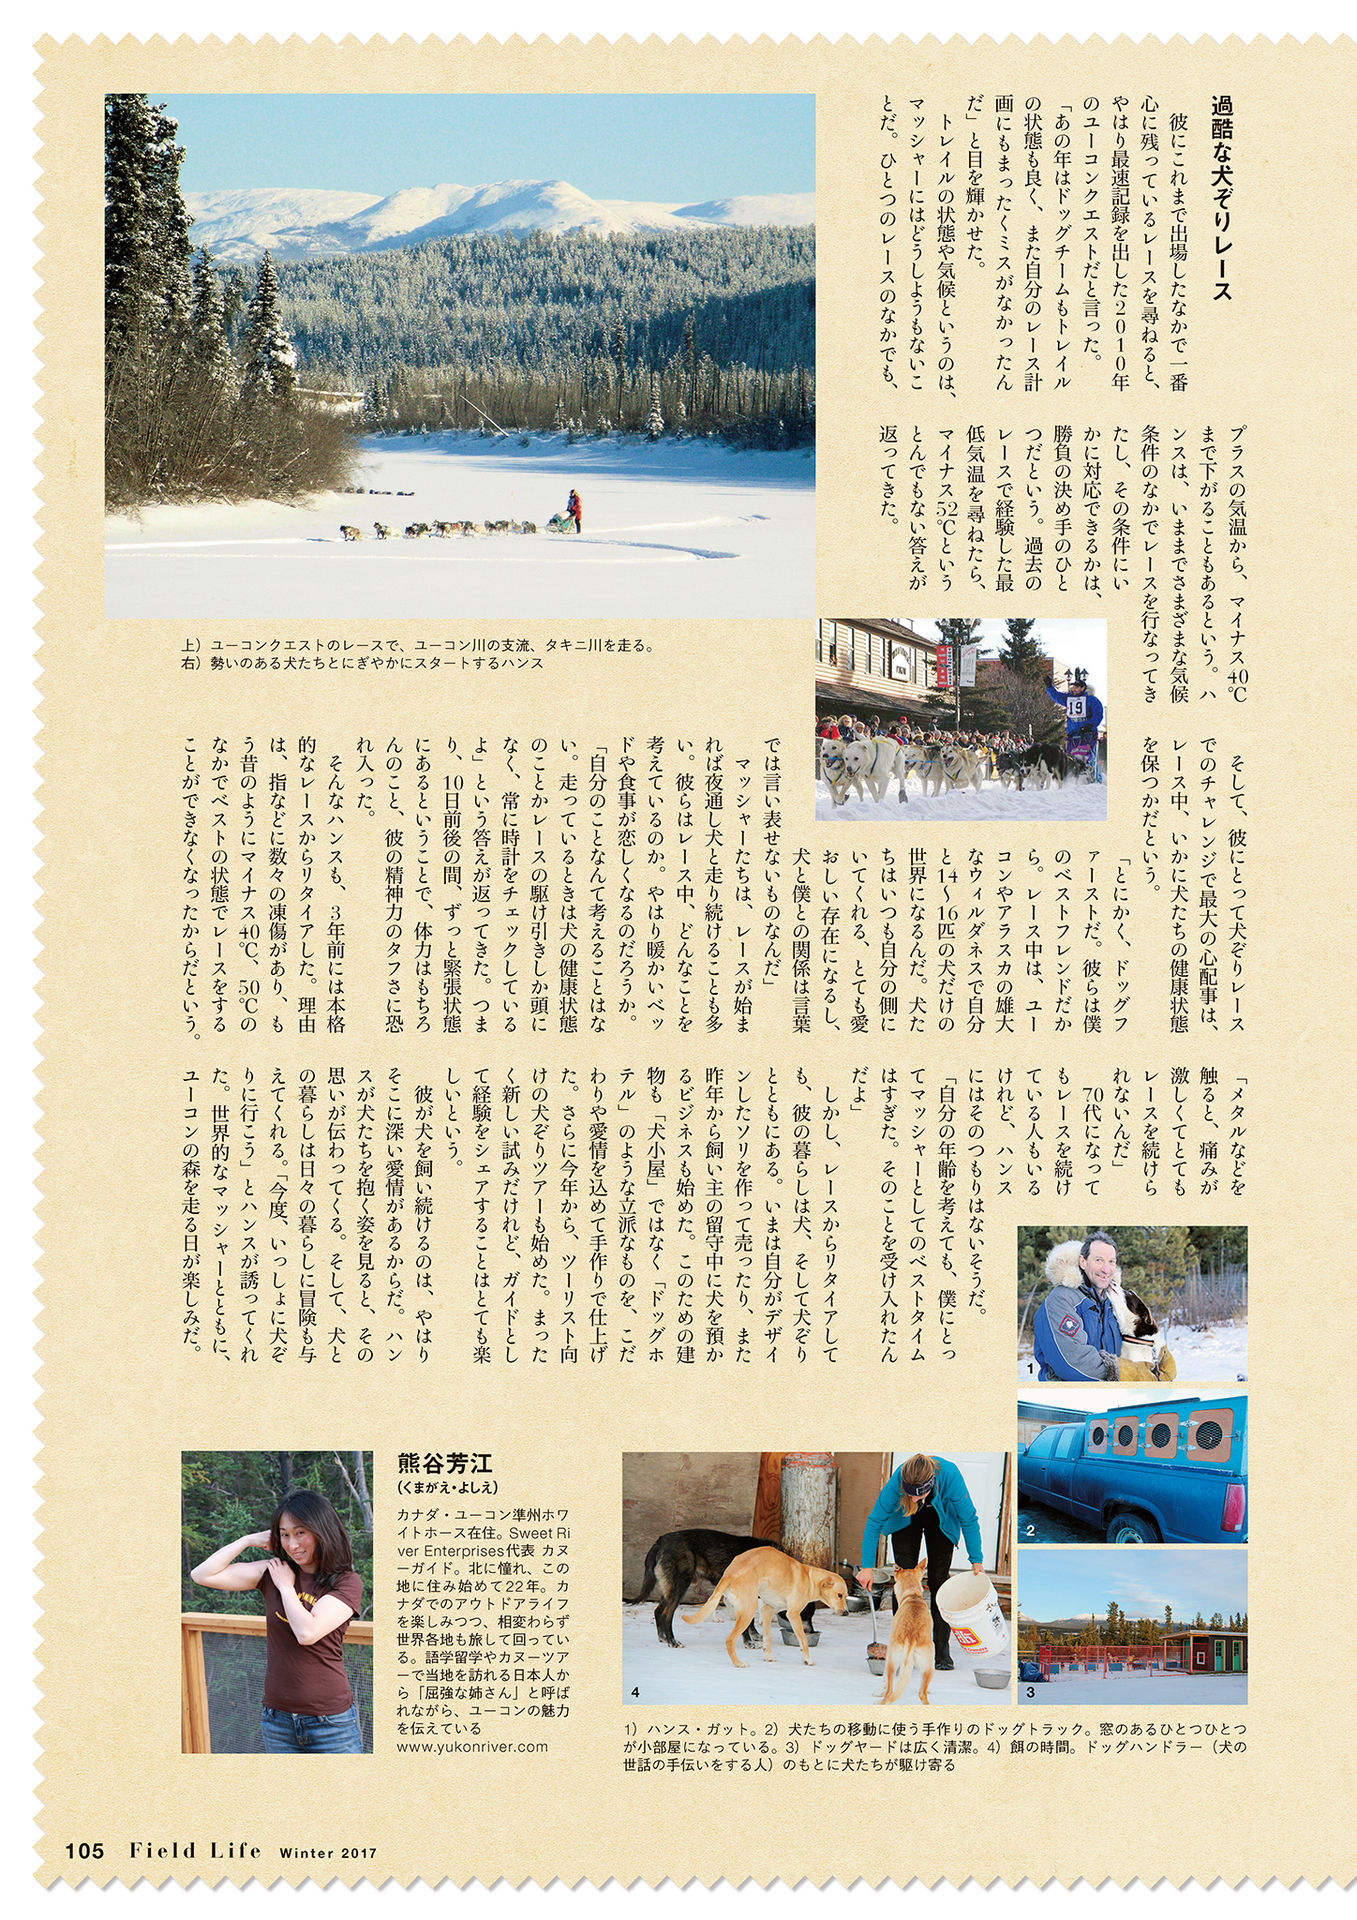 過酷な犬ぞりレース
　彼にこれまで出場したなかで一番
心に残っているレースを尋ねると、
やはり最速記録を出した2010年
のユーコンクエストだと言った。
「あの年はドッグチームもトレイル
の状態も良く、また自分のレース計
画にもまったくミスがなかったん
だ」と目を輝かせた。
　トレイルの状態や気候というのは、
マッシャーにはどうしようもないこ
とだ。ひとつのレースのなかでも、
プラスの気温から、マイナス40℃
まで下がることもあるという。ハ
ンスは、いままでさまざまな気候
条件のなかでレースを行なってき
たし、その条件にい
かに対応できるかは、
勝負の決め手のひと
つだという。過去の
レースで経験した最
低気温を尋ねたら、
マイナス52℃という
とんでもない答えが
返ってきた。
上）ユーコンクエストのレースで、ユーコン川の支流、タキニ川を走る。
右）勢いのある犬たちとにぎやかにスタートするハンス
19
　そして、彼にとって犬ぞりレース
でのチャレンジで最大の心配事は、
レース中、いかに犬たちの健康状態
を保つかだという。
「とにかく、ドッグフ
ァーストだ。彼らは僕
のベストフレンドだか
ら。レース中は、ユー
コンやアラスカの雄大
なウィルダネスで自分
と14〜16匹の犬だけの
世界になるんだ。犬た
ちはいつも自分の側に
いてくれる、とても愛
おしい存在になるし、
犬と僕との関係は言葉
では言い表せないものなんだ」
　マッシャーたちは、レースが始ま
れば夜通し犬と走り続けることも多
い。彼らはレース中、どんなことを
考えているのか。やはり暖かいベッ
ドや食事が恋しくなるのだろうか。
「自分のことなんて考えることはな
い。走っているときは犬の健康状態
のことかレースの駆け引きしか頭に
なく、常に時計をチェックしている
よ」という答えが返ってきた。つま
り、10日前後の間、ずっと緊張状態
にあるということで、体力はもちろ
んのこと、彼の精神力のタフさに恐
れ入った。
　そんなハンスも、3年前には本格
的なレースからリタイアした。理由
は、指などに数々の凍傷があり、も
う昔のようにマイナス40℃、50℃の
なかでベストの状態でレースをする
ことができなくなったからだという。
「メタルなどを
触ると、痛みが
激しくてとても
レースを続けら
れないんだ」
　70代になって
もレースを続け
ている人もいる
けれど、ハンス
にはそのつもりはないそうだ。
「自分の年齢を考えても、僕にとっ
てマッシャーとしてのベストタイム
はすぎた。そのことを受け入れたん
だよ」
　しかし、レースからリタイアして
も、彼の暮らしは犬、そして犬ぞり
とともにある。いまは自分がデザイ
ンしたソリを作って売ったり、また
昨年から飼い主の留守中に犬を預か
るビジネスも始めた。このための建
物も「犬小屋」ではなく「ドッグホ
テル」のような立派なものを、こだ
わりや愛情を込めて手作りで仕上げ
た。さらに今年から、ツーリスト向
けの犬ぞりツアーも始めた。まった
く新しい試みだけれど、ガイドとし
て経験をシェアすることはとても楽
しいという。
　彼が犬を飼い続けるのは、やはり
そこに深い愛情があるからだ。ハン
スが犬たちを抱く姿を見ると、その
思いが伝わってくる。そして、犬と
の暮らしは日々の暮らしに冒険も与
えてくれる。「今度、いっしょに犬ぞ
りに行こう」とハンスが誘ってくれ
た。世界的なマッシャーとともに、
ユーコンの森を走る日が楽しみだ。
1
2
3
4
1）ハンス・ガット。2）犬たちの移動に使う手作りのドッグトラック。窓のあるひとつひとつ
が小部屋になっている。3）ドッグヤードは広く清潔。4）餌の時間。ドッグハンドラー（犬の
世話の手伝いをする人）のもとに犬たちが駆け寄る
熊谷芳江
（くまがえ・よしえ）
カナダ・ユーコン準州ホワ
イトホース在住。Sweet Ri
ver Enterprises代表 カヌ
ーガイド。北に憧れ、この
地に住み始めて22年。カ
ナダでのアウトドアライフ
を楽しみつつ、相変わらず
世界各地も旅して回ってい
る。語学留学やカヌーツア
ーで当地を訪れる日本人か
ら「屈強な姉さん」と呼ば
れながら、ユーコンの魅力
を伝えている
www.yukonriver.com
105 Field Life Winter 2017